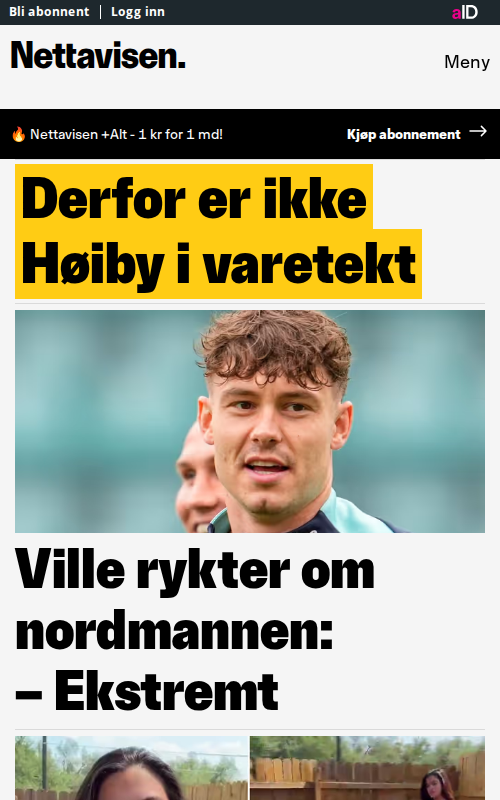 Bli abonnent | Logg inn
aID
Nettavisen.
Meny
🔥 Nettavisen +Alt - 1 kr for 1 md!
Kjøp abonnement →
Derfor er ikke
Høiby i varetekt
Ville rykter om
nordmannen:
– Ekstremt